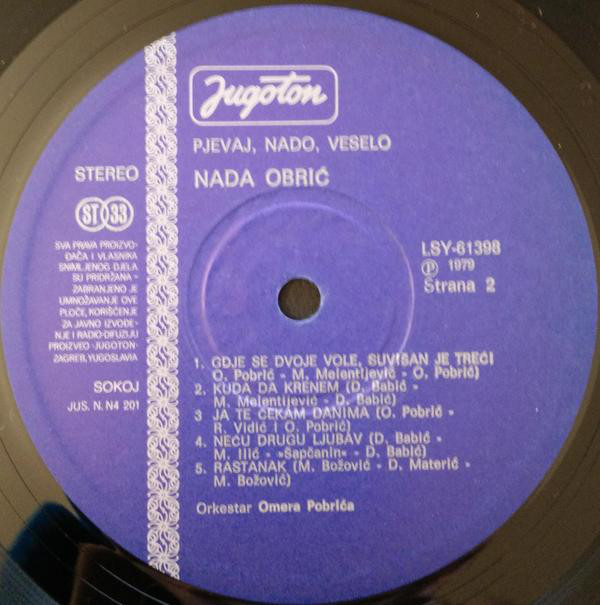 Jugoton
PJEVAJ, NADO, VESELO
NADA OBRIĆ
STEREO
ST 33
SVA PRAVA PROIZVO-
ĐAČA I VLASNIKA
SNIMLJENOG DJELA
SU PRIDRŽANA -
ZABRANJENO JE
UMNOŽAVANJE OVE
PLOČE, KORIŠĆENJE
ZA JAVNO IZVOĐE-
NJE I RADIO-DIFUZIJU
PROIZVEO »JUGOTON«
ZAGREB, YUGOSLAVIA
SOKOJ
JUS. N. N4 201
LSY-61398
Ⓟ 1979
Strana 2
1. GDJE SE DVOJE VOLE, SUVIŠAN JE TREĆI
O. Pobrić - M. Melentijević - O. Pobrić)
2. KUDA DA KRENEM (D. Babić -
M. Melentijević - D. Babić)
3 JA TE ČEKAM DANIMA (O. Pobrić -
R. Vidić i O. Pobrić)
4. NEĆU DRUGU LJUBAV (D. Babić -
M. Ilić - »Šapčanin« - D. Babić)
5. RASTANAK (M. Božović - D. Materić -
M. Božović)
Orkestar Omera Pobrića